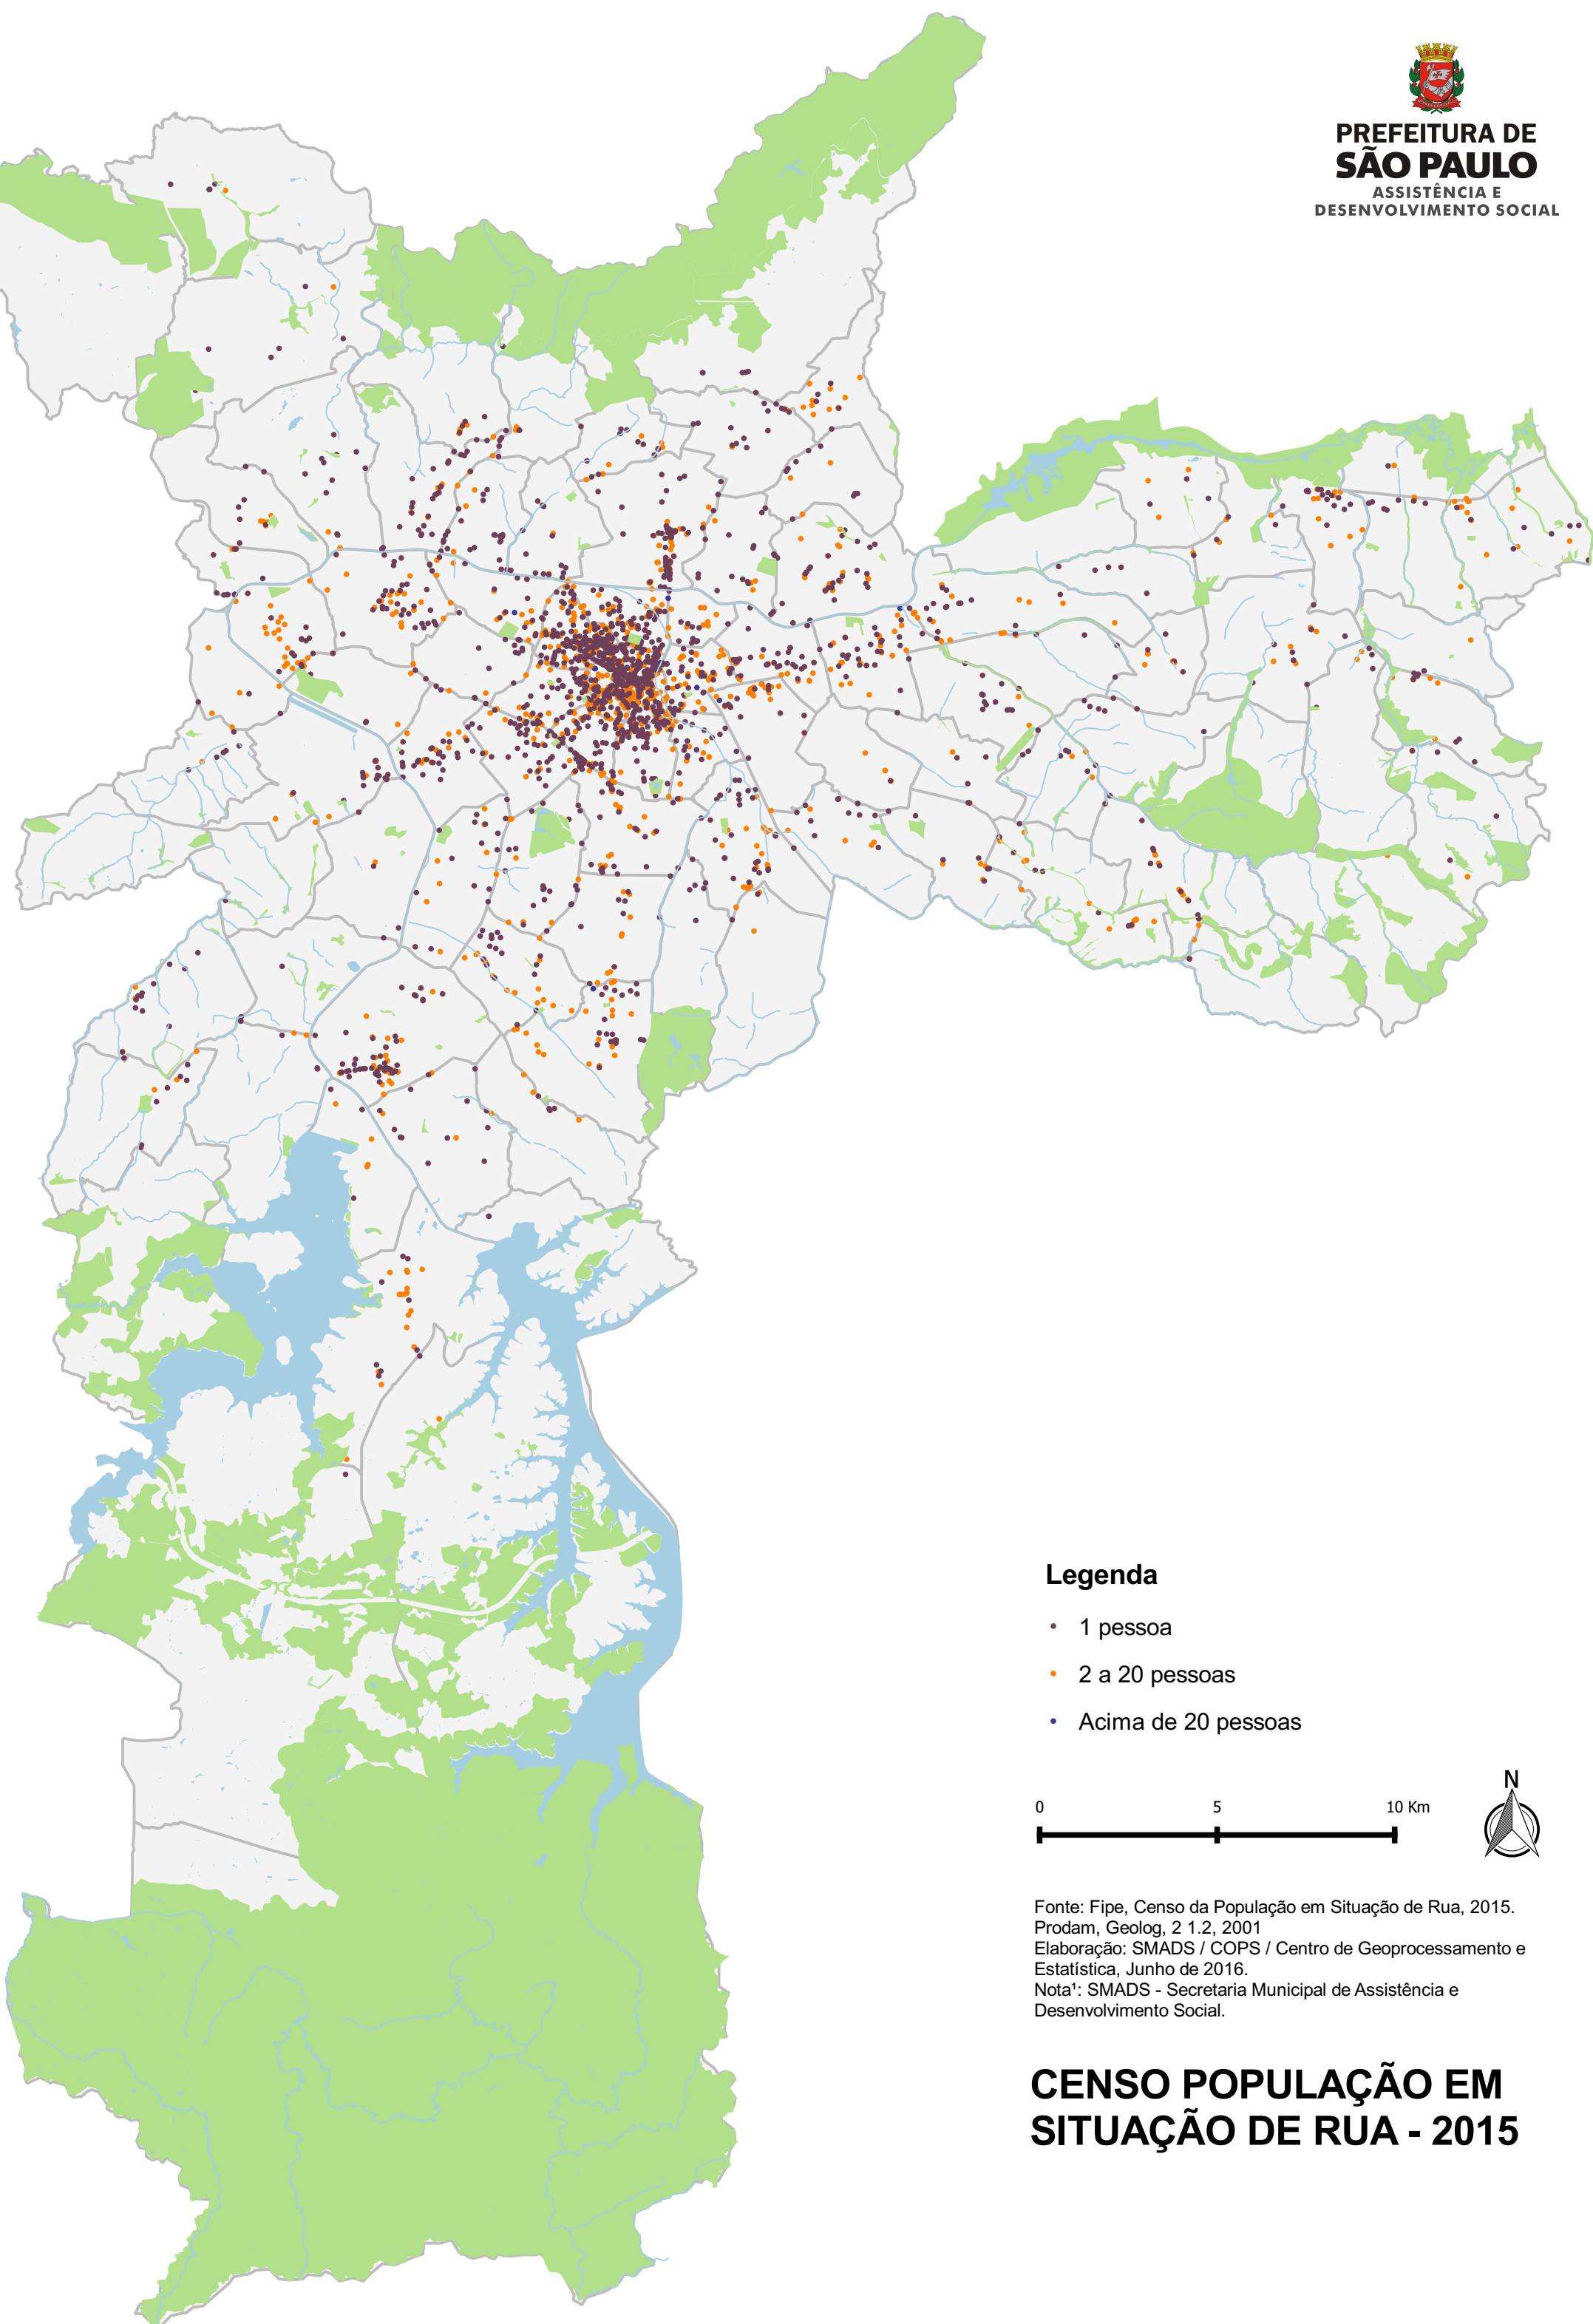 PREFEITURA DE
SÃO PAULO
ASSISTÊNCIA E
DESENVOLVIMENTO SOCIAL
Legenda
1 pessoa
2 a 20 pessoas
Acima de 20 pessoas
N
0 5 10 Km
Fonte: Fipe, Censo da População em Situação de Rua, 2015.
Prodam, Geolog, 2 1.2, 2001
Elaboração: SMADS / COPS / Centro de Geoprocessamento e
Estatística, Junho de 2016.
Nota¹: SMADS - Secretaria Municipal de Assistência e
Desenvolvimento Social.
CENSO POPULAÇÃO EM
SITUAÇÃO DE RUA - 2015